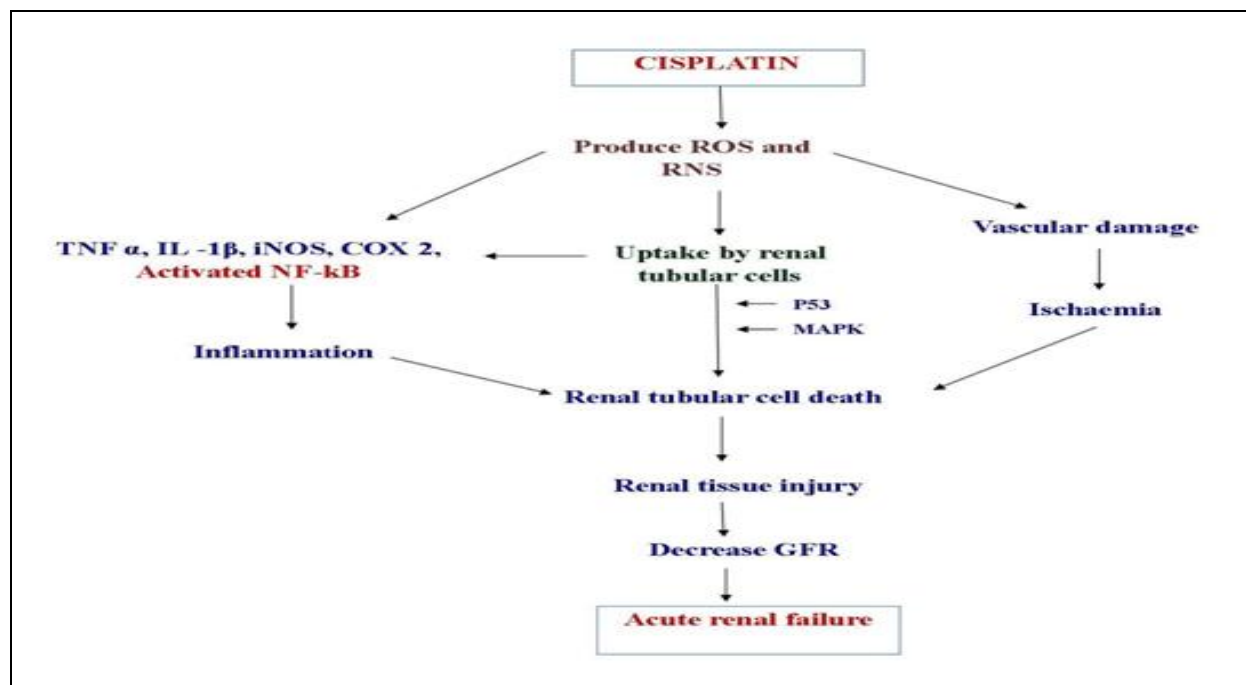 CISPLATIN
Produce ROS and
RNS
Vascular damage
TNF α, IL -1β, iNOS, COX 2,
Activated NF-kB
Uptake by renal
tubular cells
P53
Ischaemia
MAPK
Inflammation
Renal tubular cell death
Renal tissue injury
Decrease GFR
Acute renal failure